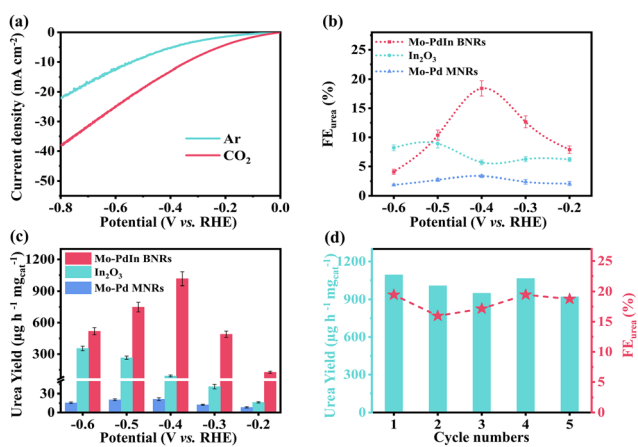 (a)
0
-10
-20
-30
-40
-50
Current density (mA cm⁻²)
Ar
CO₂
-0.8
-0.6
-0.4
-0.2
0.0
Potential (V vs. RHE)
(b)
25
20
15
10
5
0
FEurea (%)
Mo-PdIn BNRs
In₂O₃
Mo-Pd MNRs
-0.6
-0.5
-0.4
-0.3
-0.2
Potential (V vs. RHE)
(c)
1200
900
600
300
30
0
Urea Yield (μg h⁻¹ mgcat⁻¹)
Mo-PdIn BNRs
In₂O₃
Mo-Pd MNRs
-0.6
-0.5
-0.4
-0.3
-0.2
Potential (V vs. RHE)
(d)
1200
900
600
300
0
Urea Yield (μg h⁻¹ mgcat⁻¹)
25
20
15
10
5
0
FEurea (%)
1
2
3
4
5
Cycle numbers